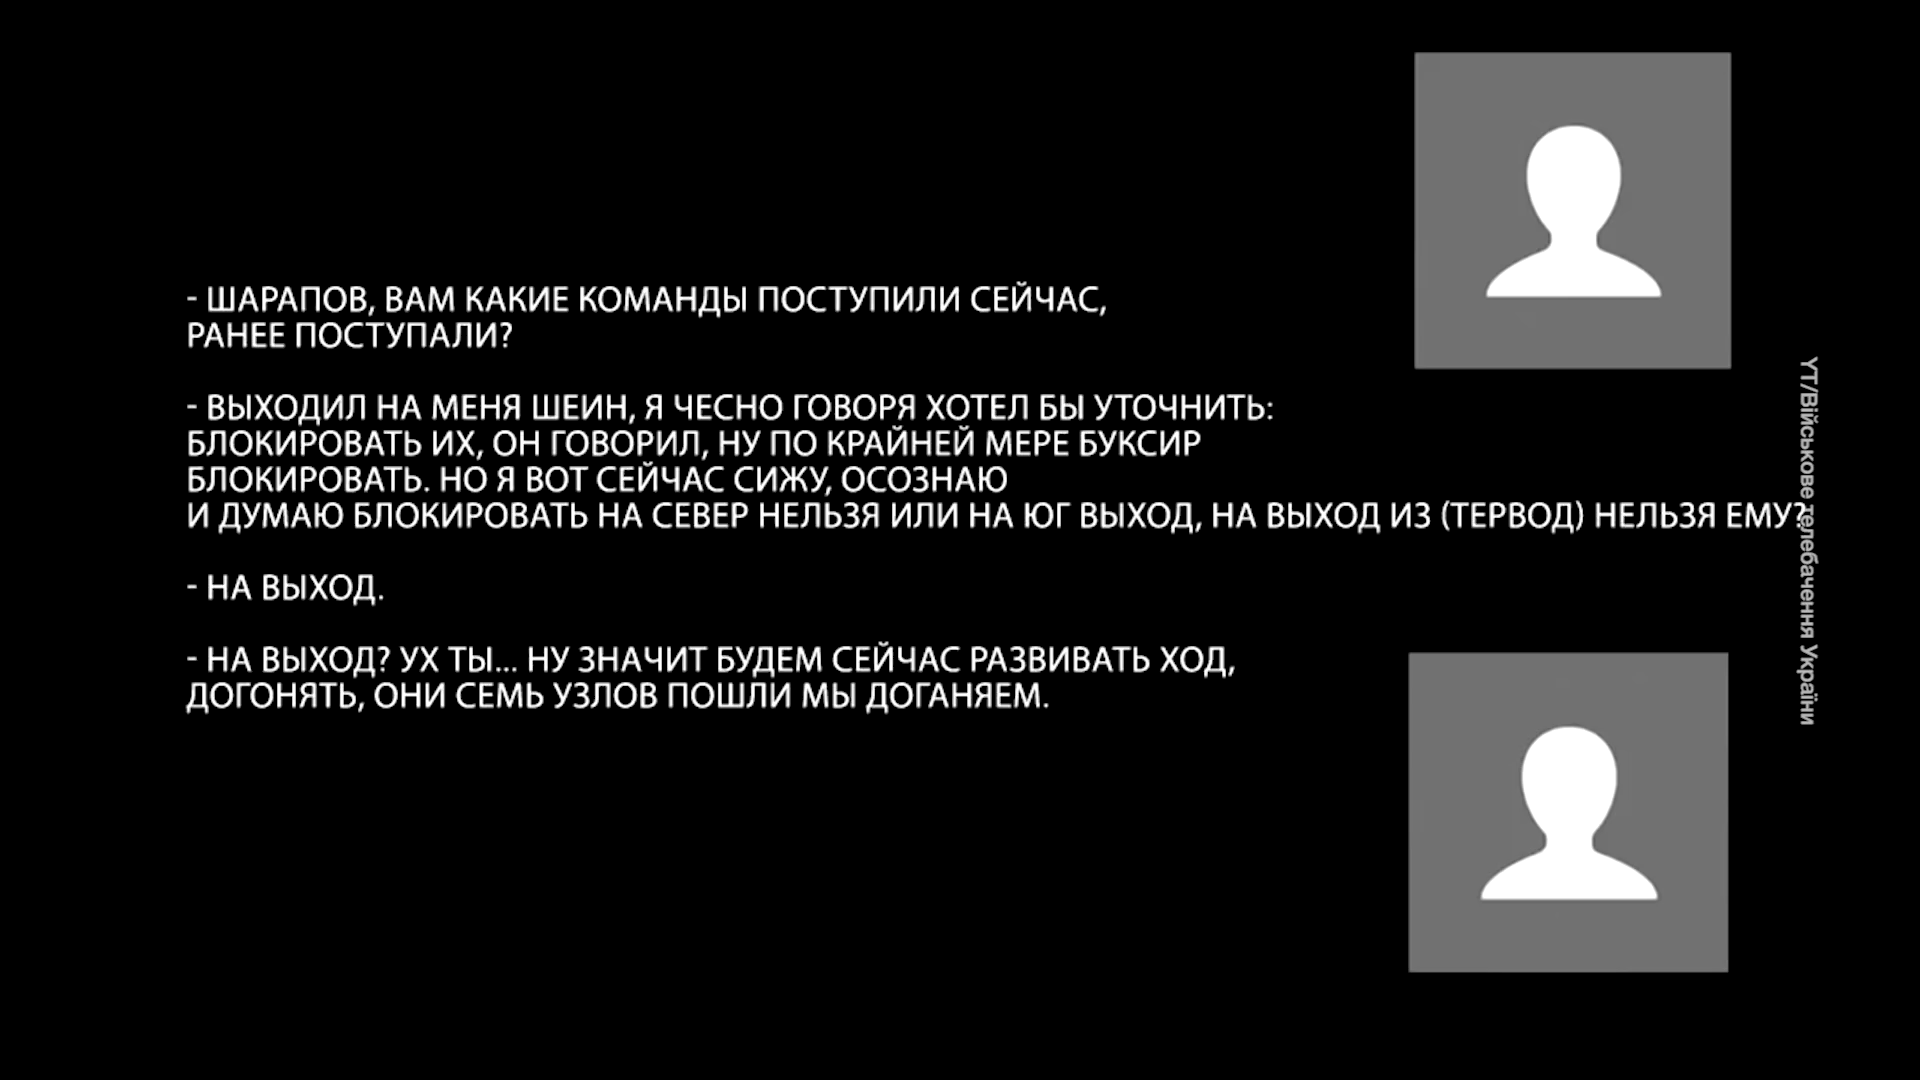 - ШАРАПОВ, ВАМ КАКИЕ КОМАНДЫ ПОСТУПИЛИ СЕЙЧАС,
РАНЕЕ ПОСТУПАЛИ?
- ВЫХОДИЛ НА МЕНЯ ШЕИН, Я ЧЕСНО ГОВОРЯ ХОТЕЛ БЫ УТОЧНИТЬ:
БЛОКИРОВАТЬ ИХ, ОН ГОВОРИЛ, НУ ПО КРАЙНЕЙ МЕРЕ БУКСИР
БЛОКИРОВАТЬ. НО Я ВОТ СЕЙЧАС СИЖУ, ОСОЗНАЮ
И ДУМАЮ БЛОКИРОВАТЬ НА СЕВЕР НЕЛЬЗЯ ИЛИ НА ЮГ ВЫХОД, НА ВЫХОД ИЗ (ТЕРВОД) НЕЛЬЗЯ ЕМУ?
- НА ВЫХОД.
- НА ВЫХОД? УХ ТЫ... НУ ЗНАЧИТ БУДЕМ СЕЙЧАС РАЗВИВАТЬ ХОД,
ДОГОНЯТЬ, ОНИ СЕМЬ УЗЛОВ ПОШЛИ МЫ ДОГАНЯЕМ.
YT/Військове телебачення України